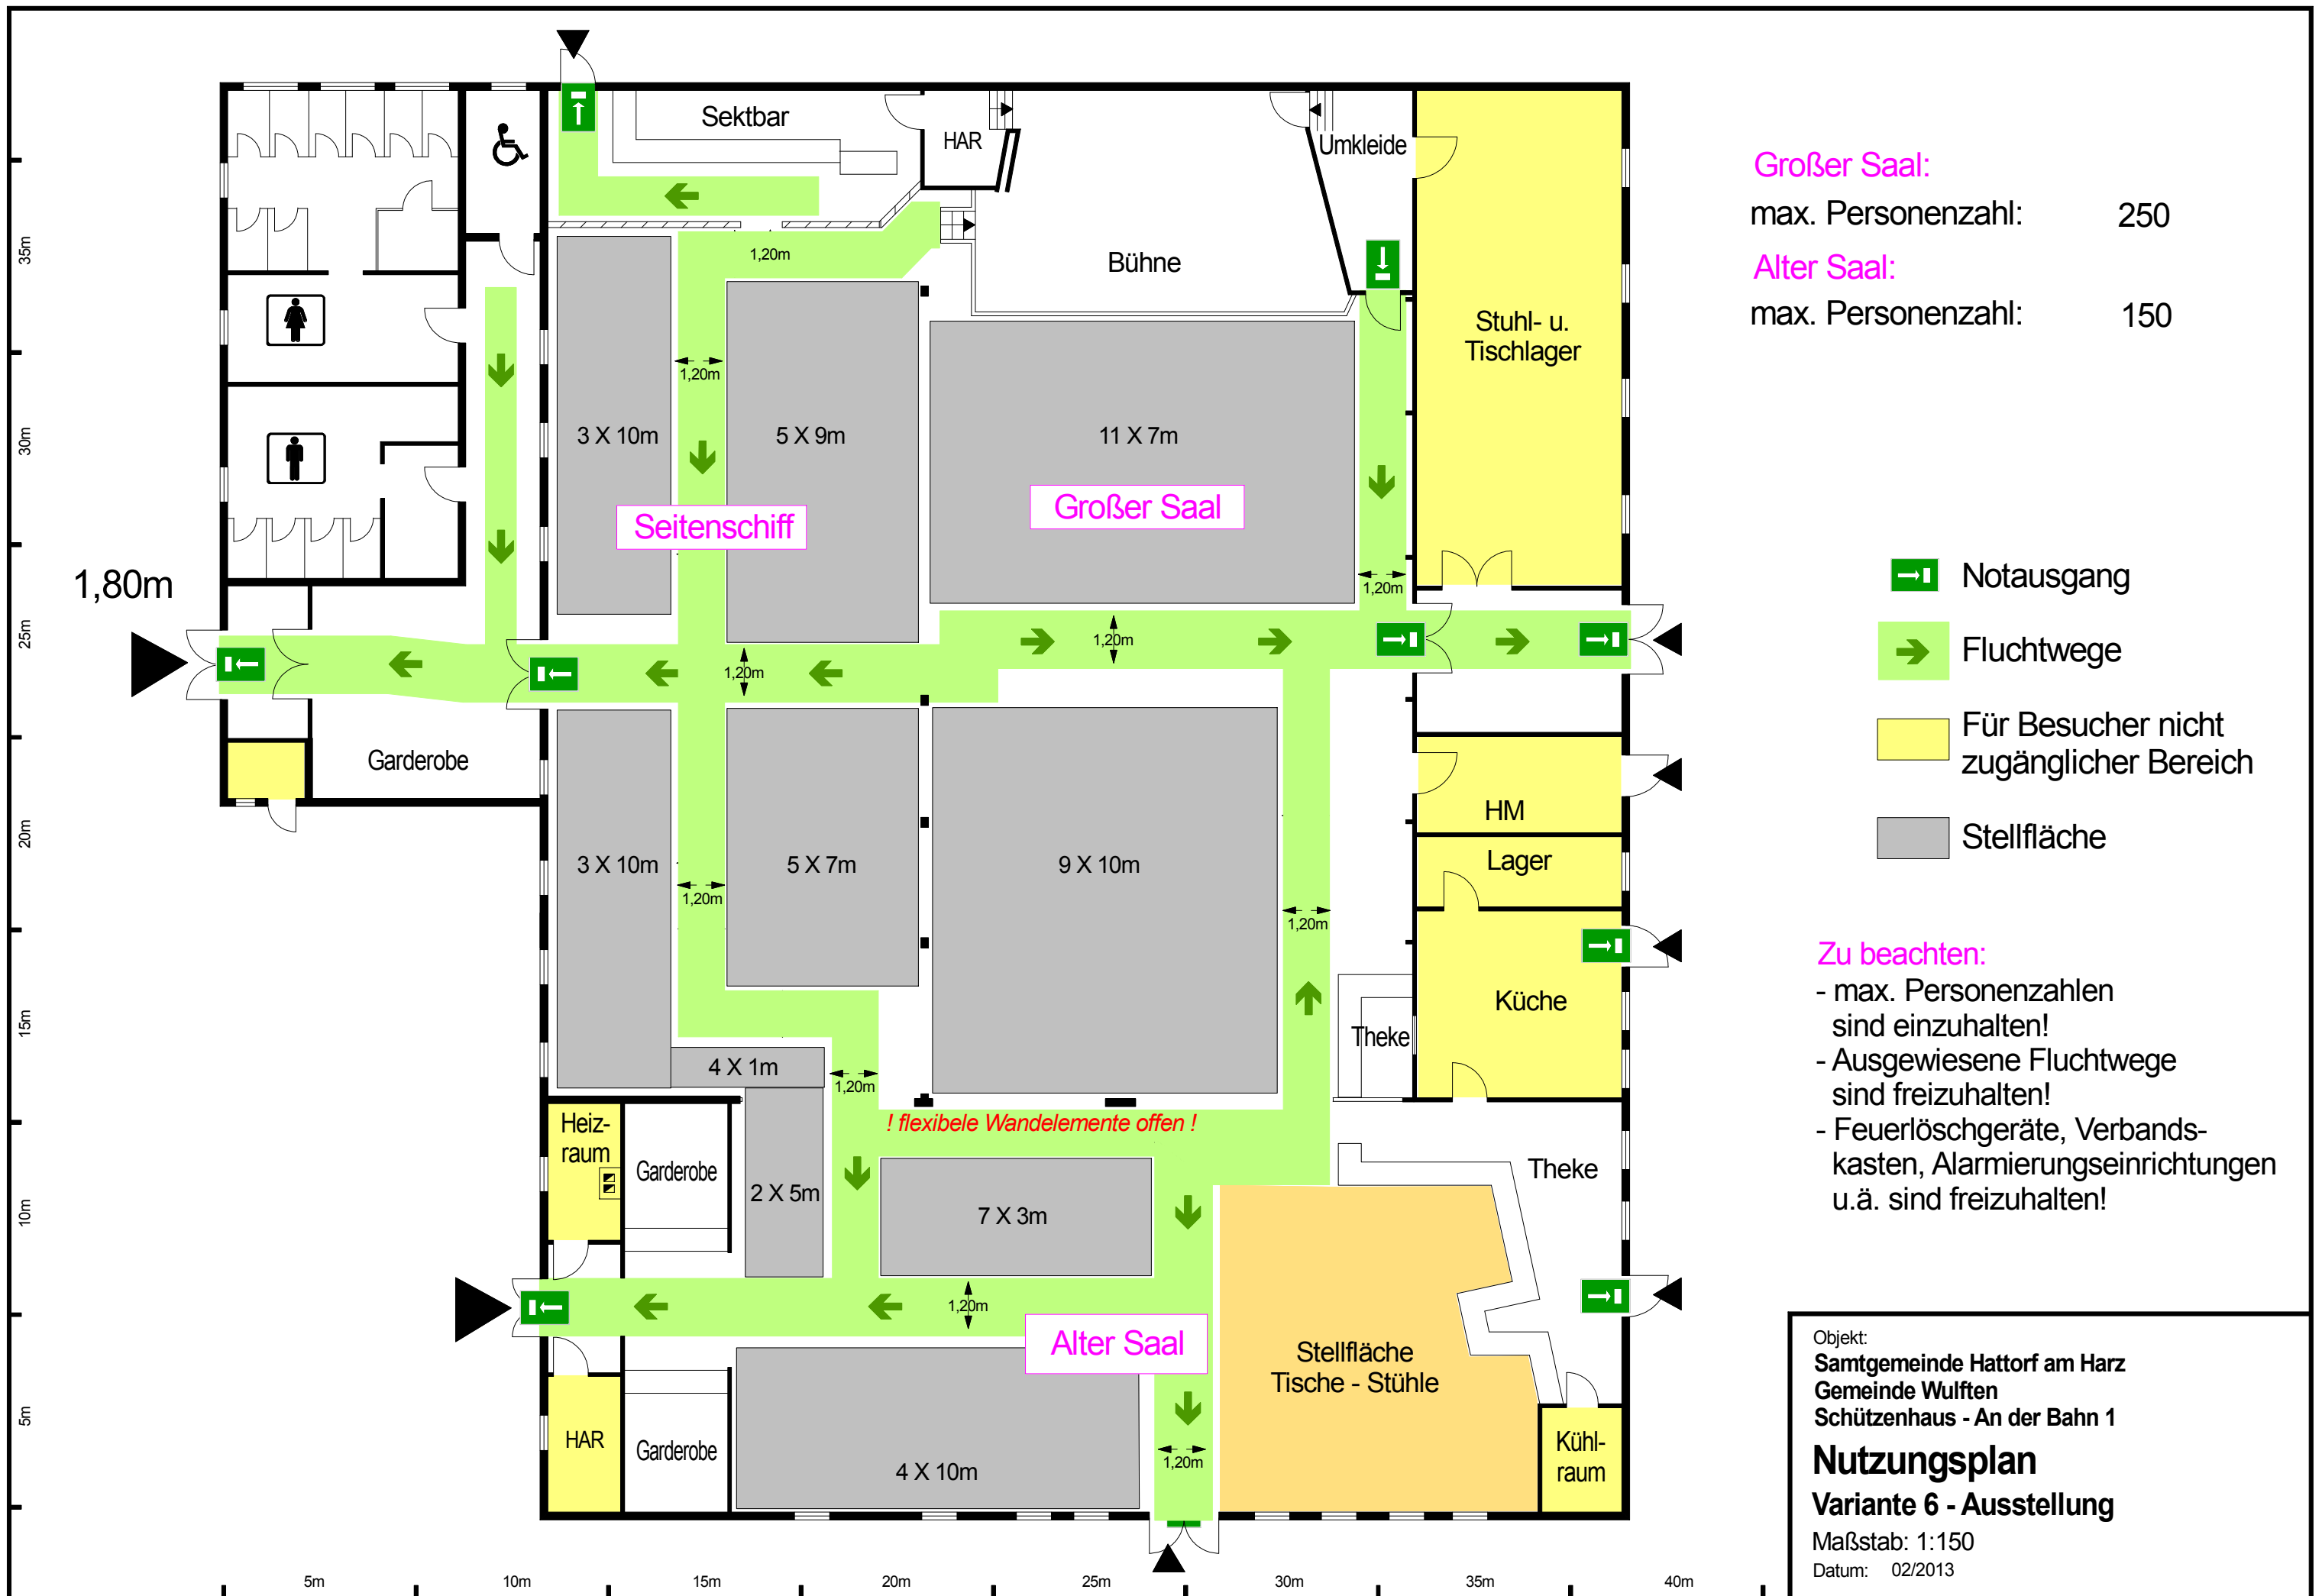 Sektbar
HAR
Umkleide
Großer Saal:
max. Personenzahl: 250
Alter Saal:
max. Personenzahl: 150
35m
1,20m
Bühne
Stuhl- u.
Tischlager
1,20m
30m
3 X 10m
5 X 9m
11 X 7m
Seitenschiff
Großer Saal
1,80m
1,20m
Notausgang
25m
1,20m
1,20m
Fluchtwege
Garderobe
Für Besucher nicht
zugänglicher Bereich
HM
20m
3 X 10m
5 X 7m
9 X 10m
Lager
Stellfläche
1,20m
1,20m
Zu beachten:
- max. Personenzahlen
sind einzuhalten!
- Ausgewiesene Fluchtwege
sind freizuhalten!
- Feuerlöschgeräte, Verbands-
kasten, Alarmierungseinrichtungen
u.ä. sind freizuhalten!
Küche
15m
Theke
4 X 1m
1,20m
! flexibele Wandelemente offen !
Heiz-
raum
Garderobe
Theke
2 X 5m
10m
7 X 3m
1,20m
Alter Saal
Stellfläche
Tische - Stühle
5m
HAR
Garderobe
4 X 10m
1,20m
Kühl-
raum
Objekt:
Samtgemeinde Hattorf am Harz
Gemeinde Wulften
Schützenhaus - An der Bahn 1
Nutzungsplan
Variante 6 - Ausstellung
Maßstab: 1:150
Datum: 02/2013
5m 10m 15m 20m 25m 30m 35m 40m